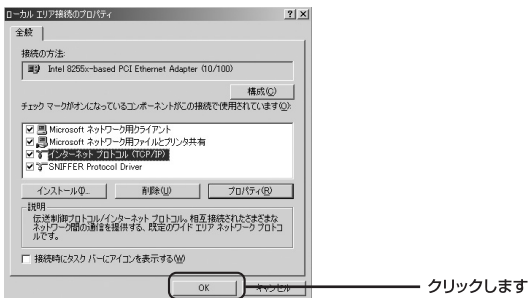 ローカル エリア接続のプロパティ
全般
接続の方法:
Intel 8255x-based PCI Ethernet Adapter (10/100)
構成(C)
チェック マークがオンになっているコンポーネントがこの接続で使用されています(O):
Microsoft ネットワーク用クライアント
Microsoft ネットワーク用ファイルとプリンタ共有
インターネット プロトコル (TCP/IP)
SNIFFER Protocol Driver
インストール(I)...
削除(U)
プロパティ(R)
説明
伝送制御プロトコル/インターネット プロトコル。相互接続されたさまざまな
ネットワーク間の通信を提供する、既定のワイド エリア ネットワーク プロトコ
ルです。
接続時にタスク バーにアイコンを表示する(W)
OK
キャンセル
クリックします